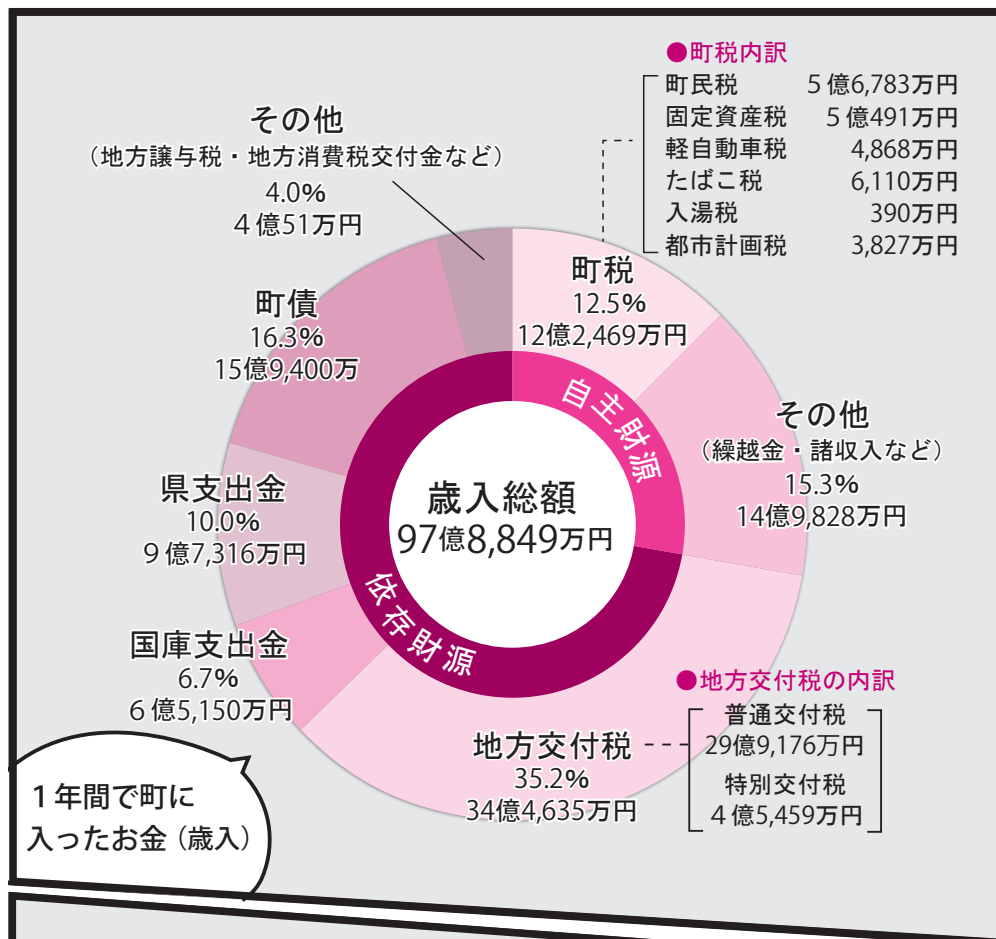 ●町税内訳
町民税 5億6,783万円
固定資産税 5億491万円
軽自動車税 4,868万円
たばこ税 6,110万円
入湯税 390万円
都市計画税 3,827万円
その他
(地方譲与税・地方消費税交付金など)
4.0%
4億51万円
町税
12.5%
12億2,469万円
町債
16.3%
15億9,400万
自主財源
その他
(繰越金・諸収入など)
15.3%
14億9,828万円
歳入総額
97億8,849万円
県支出金
10.0%
9億7,316万円
依存財源
国庫支出金
6.7%
6億5,150万円
●地方交付税の内訳
普通交付税
29億9,176万円
特別交付税
4億5,459万円
地方交付税
35.2%
34億4,635万円
1年間で町に
入ったお金(歳入)